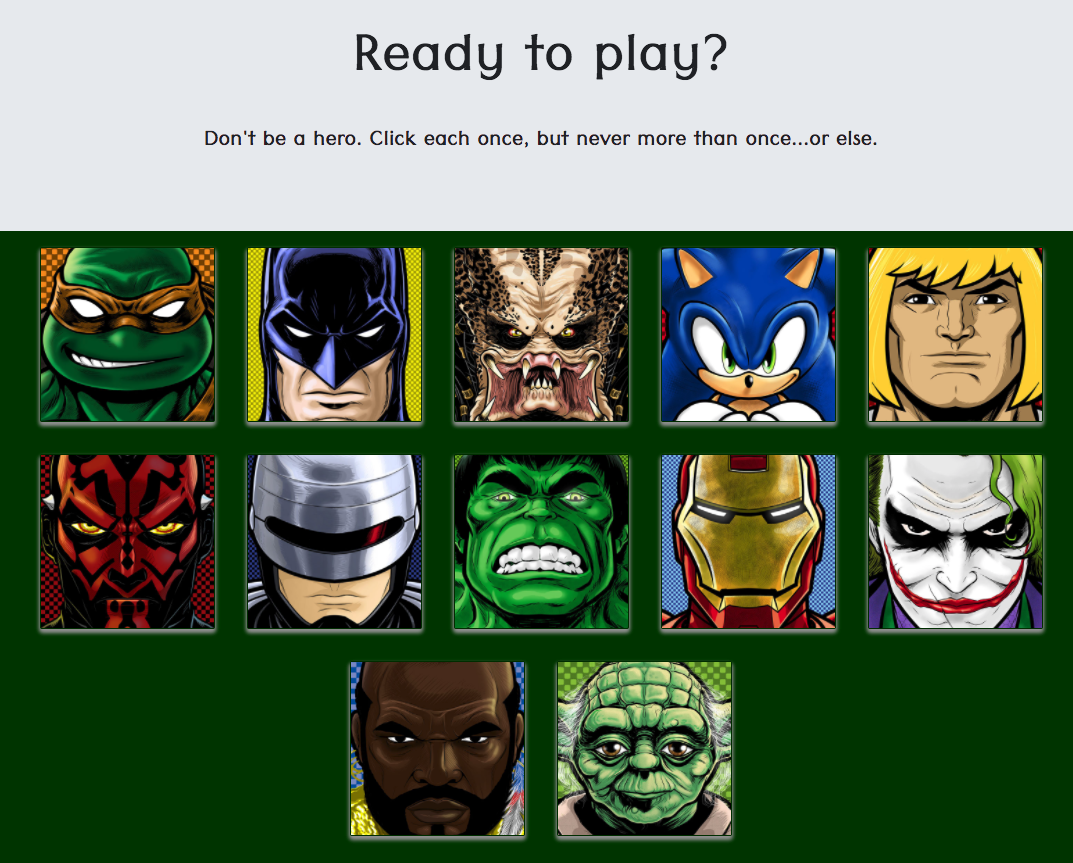 Ready to play?
Don't be a hero. Click each once, but never more than once...or else.